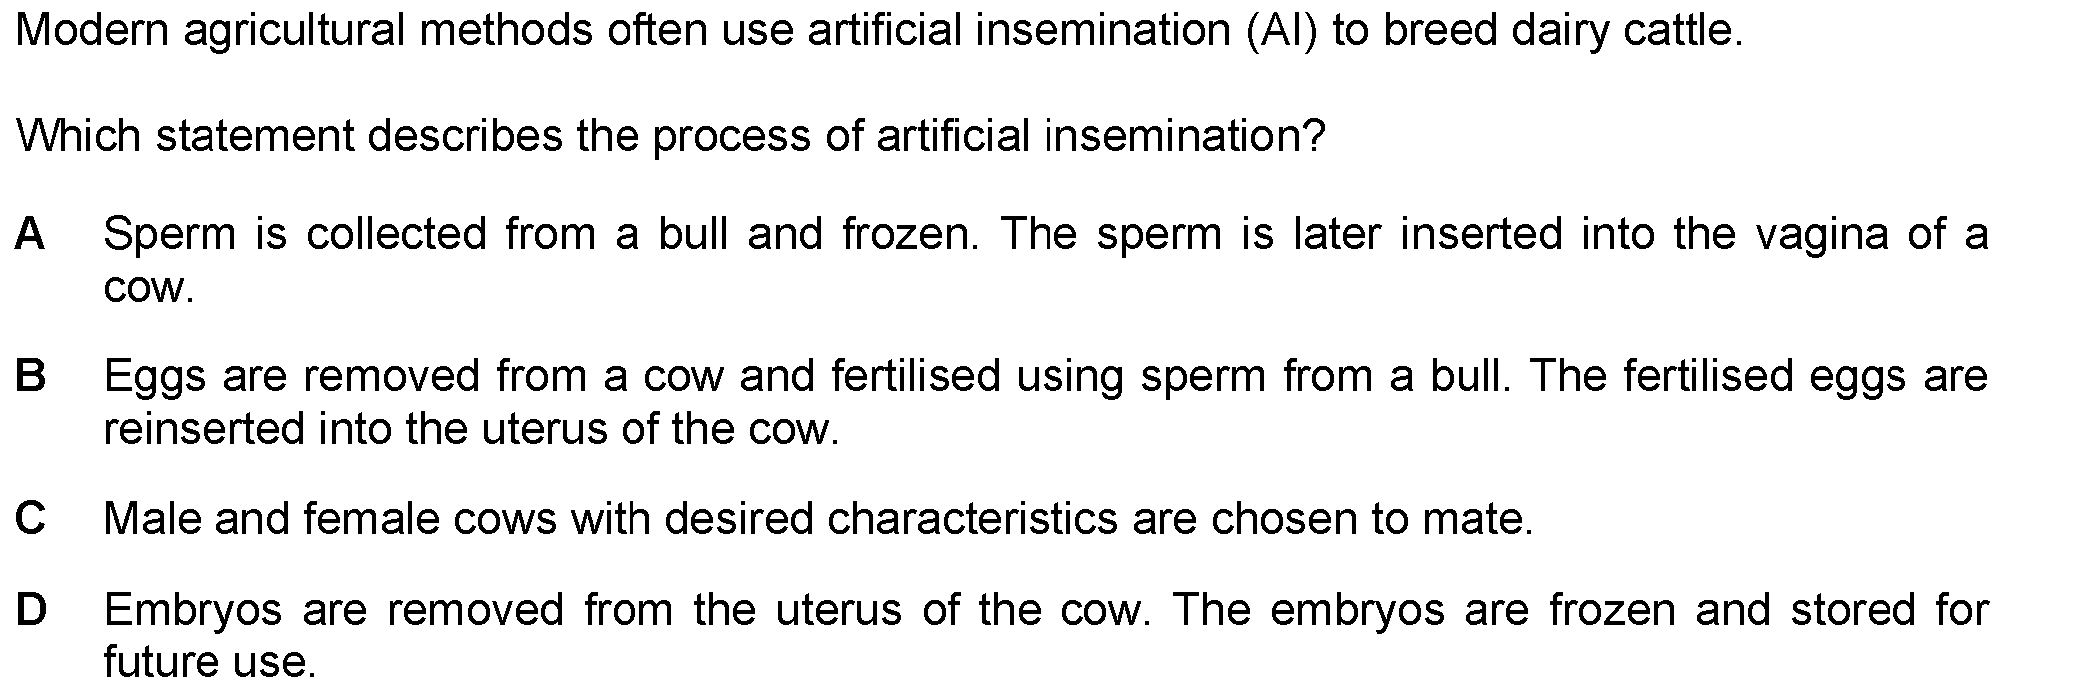 Modern agricultural methods often use artificial insemination (AI) to breed dairy cattle.
Which statement describes the process of artificial insemination?
A Sperm is collected from a bull and frozen. The sperm is later inserted into the vagina of a
cow.
B Eggs are removed from a cow and fertilised using sperm from a bull. The fertilised eggs are
reinserted into the uterus of the cow.
C Male and female cows with desired characteristics are chosen to mate.
D Embryos are removed from the uterus of the cow. The embryos are frozen and stored for
future use.